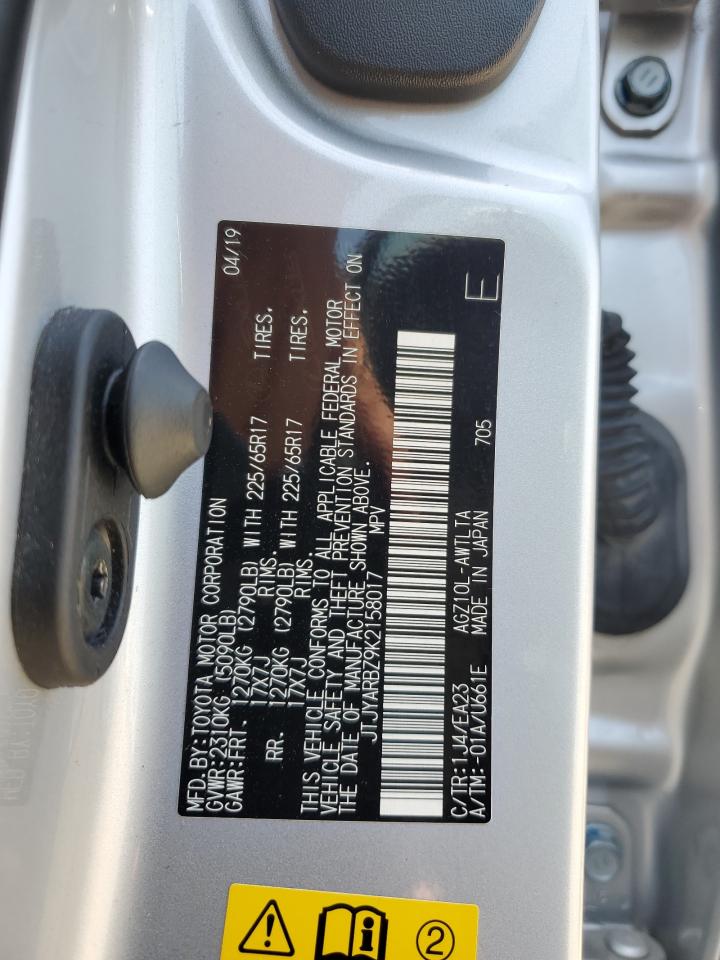 MFD.BY:TOYOTA MOTOR CORPORATION 04/19
GVWR:2310KG (5090LB)
GAWR:FRT. 1270KG (2790LB) WITH 225/65R17 TIRES.
17X7J RIMS.
RR. 1270KG (2790LB) WITH 225/65R17 TIRES.
17X7J RIMS
THIS VEHICLE CONFORMS TO ALL APPLICABLE FEDERAL MOTOR
VEHICLE SAFETY AND THEFT PREVENTION STANDARDS IN EFFECT ON
THE DATE OF MANUFACTURE SHOWN ABOVE.
JTJYARBZ9K2158017 MPV
C/TR:1J4/EA23 AGZ10L-AWTLTA 705 E
A/TM:-01A/U661E MADE IN JAPAN
2